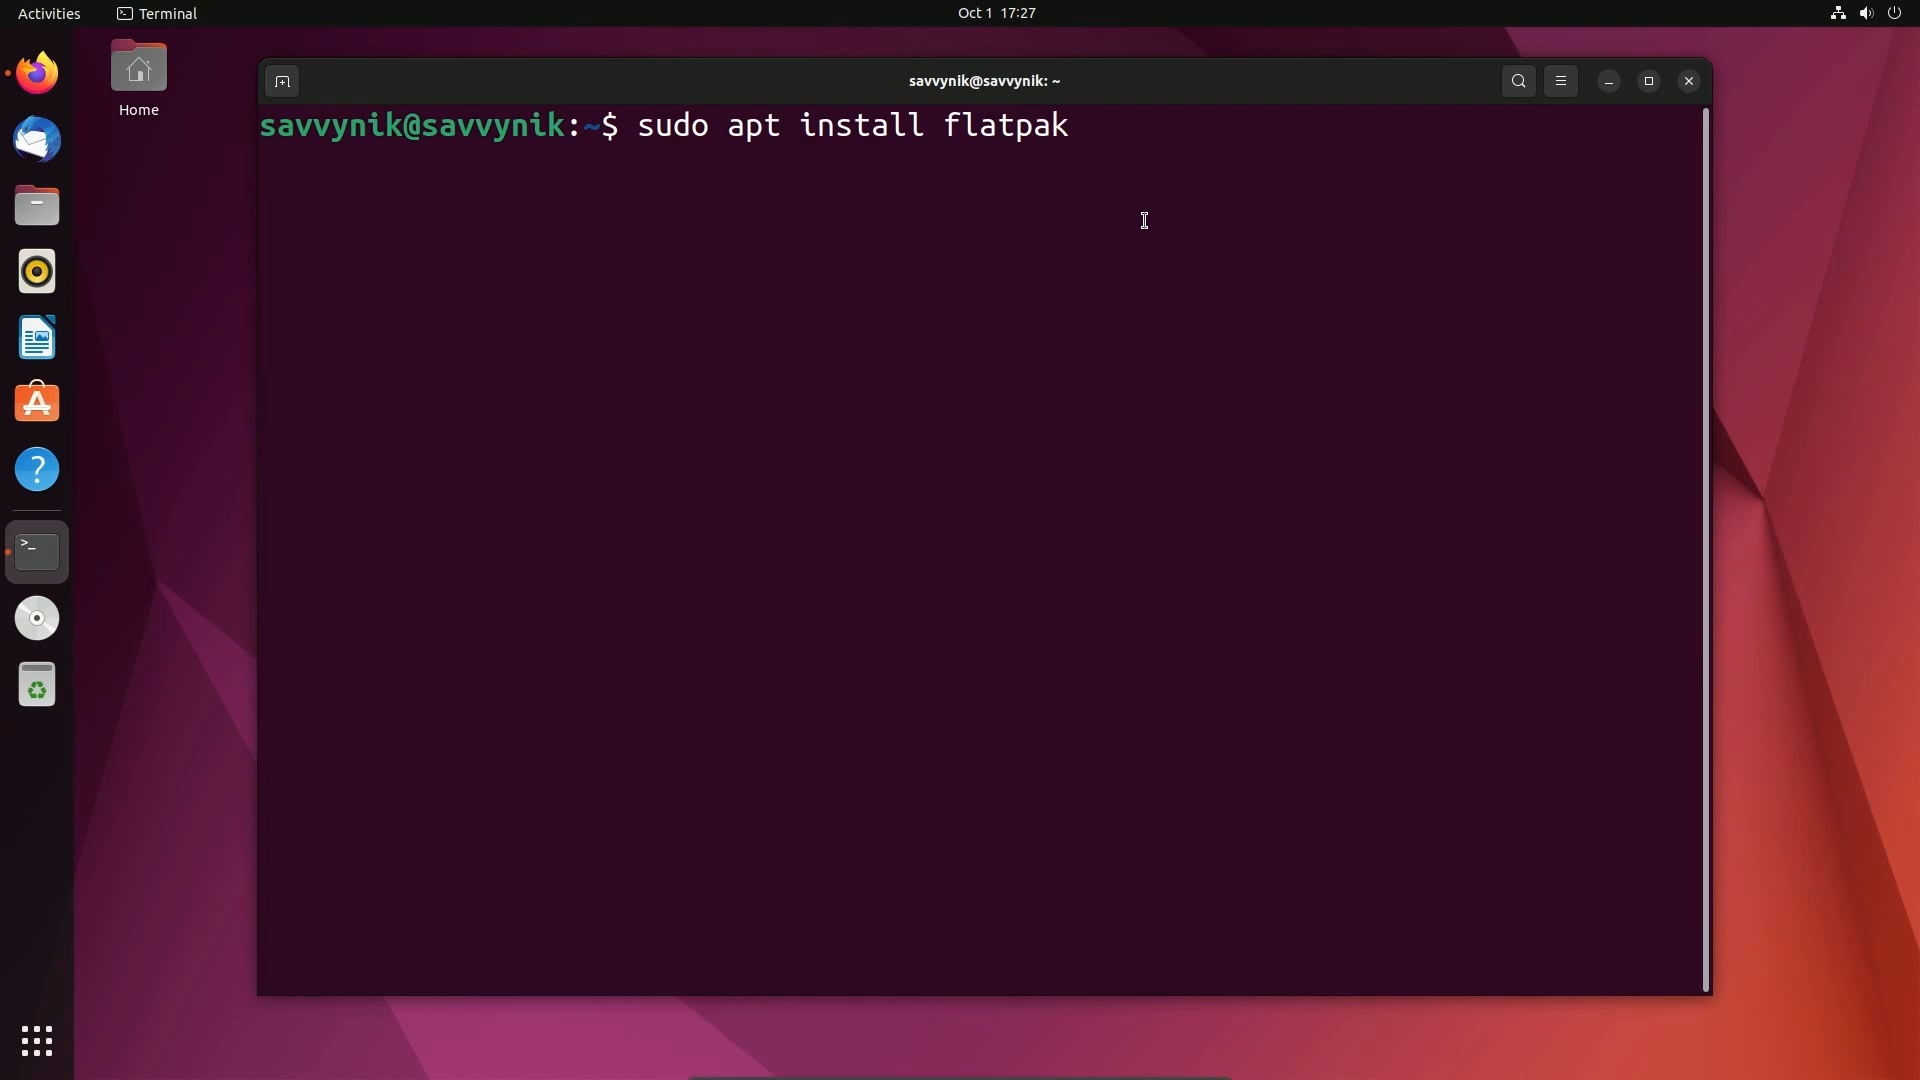 Activities
Terminal
Oct 1 17:27
Home
savvynik@savvynik: ~
savvynik@savvynik:~$ sudo apt install flatpak
>_
?